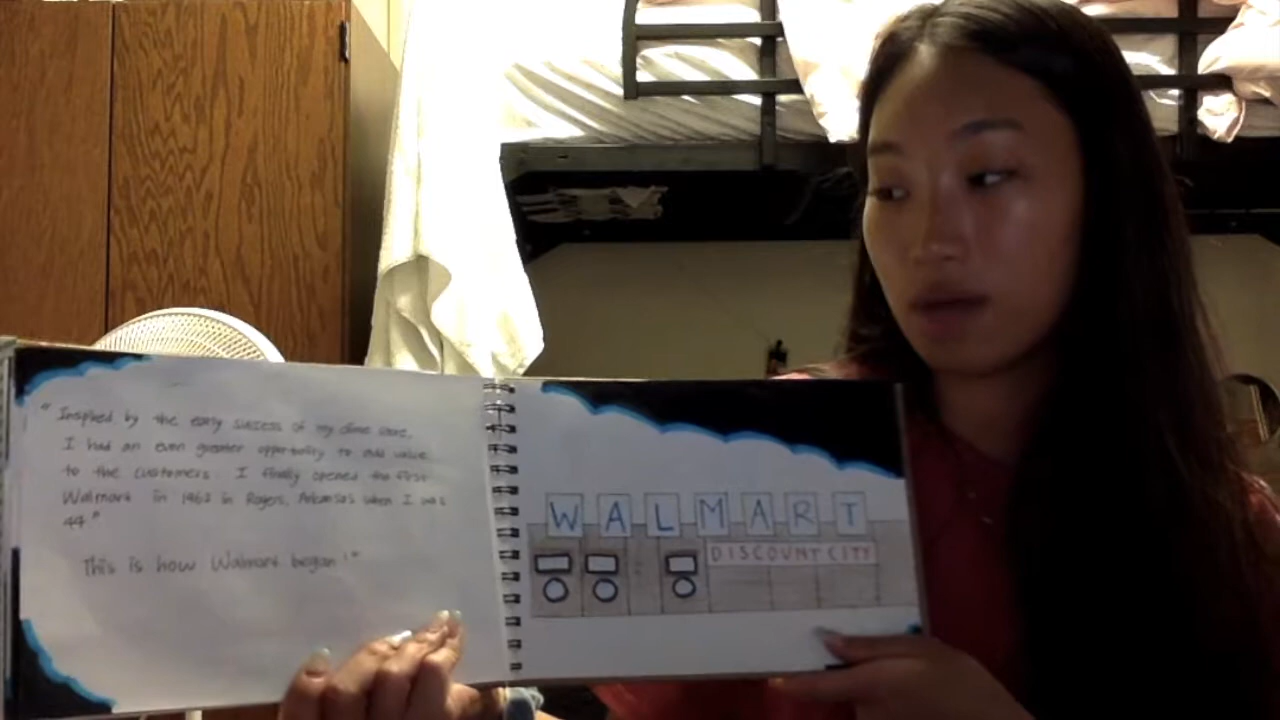 "Inspired by the early success of my dime store,
I had an even greater opportunity to add value
to the customers. I finally opened the first
Walmart in 1962 in Rogers, Arkansas when I was
44"
This is how Walmart began!"
WALMART
DISCOUNT CITY